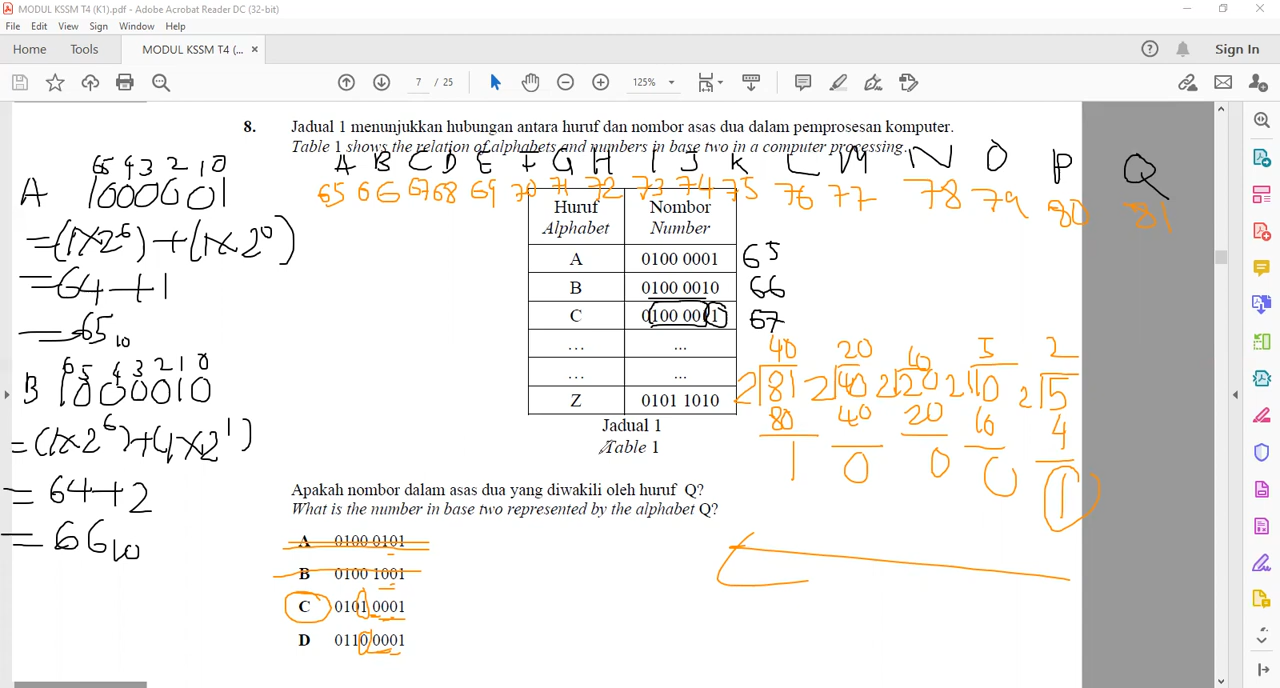 MODUL KSSM T4 (K1).pdf - Adobe Acrobat Reader DC (32-bit)
File Edit View Sign Window Help
Home Tools MODUL KSSM T4 (... × Sign In
7 / 25 125%
8. Jadual 1 menunjukkan hubungan antara huruf dan nombor asas dua dalam pemprosesan komputer.
Table 1 shows the relation of alphabets and numbers in base two in a computer processing.
A B C D E F G H I J K L M N O P Q
65 66 67 68 69 70 71 72 73 74 75 76 77 78 79 80 81
Huruf Nombor
Alphabet Number
A 0100 0001 65
B 0100 0010 66
C 0100 0011 67
... ...
... ...
Z 0101 1010
Jadual 1
Table 1
65 4 3 2 1 0
A 1000001
=(1×2⁶)+(1×2⁰)
=64+1
=65₁₀
6 5 4 3 2 1 0
B 1000010
=(1×2⁶)+(1×2¹)
=64+2
=66₁₀
40 20 10 5 2
2 81 2 40 2 20 2 10 2 5
80 40 20 10 4
1 0 0 0 1
Apakah nombor dalam asas dua yang diwakili oleh huruf Q?
What is the number in base two represented by the alphabet Q?
A 0100 0101
B 0100 1001
C 0101 0001
D 0110 0001